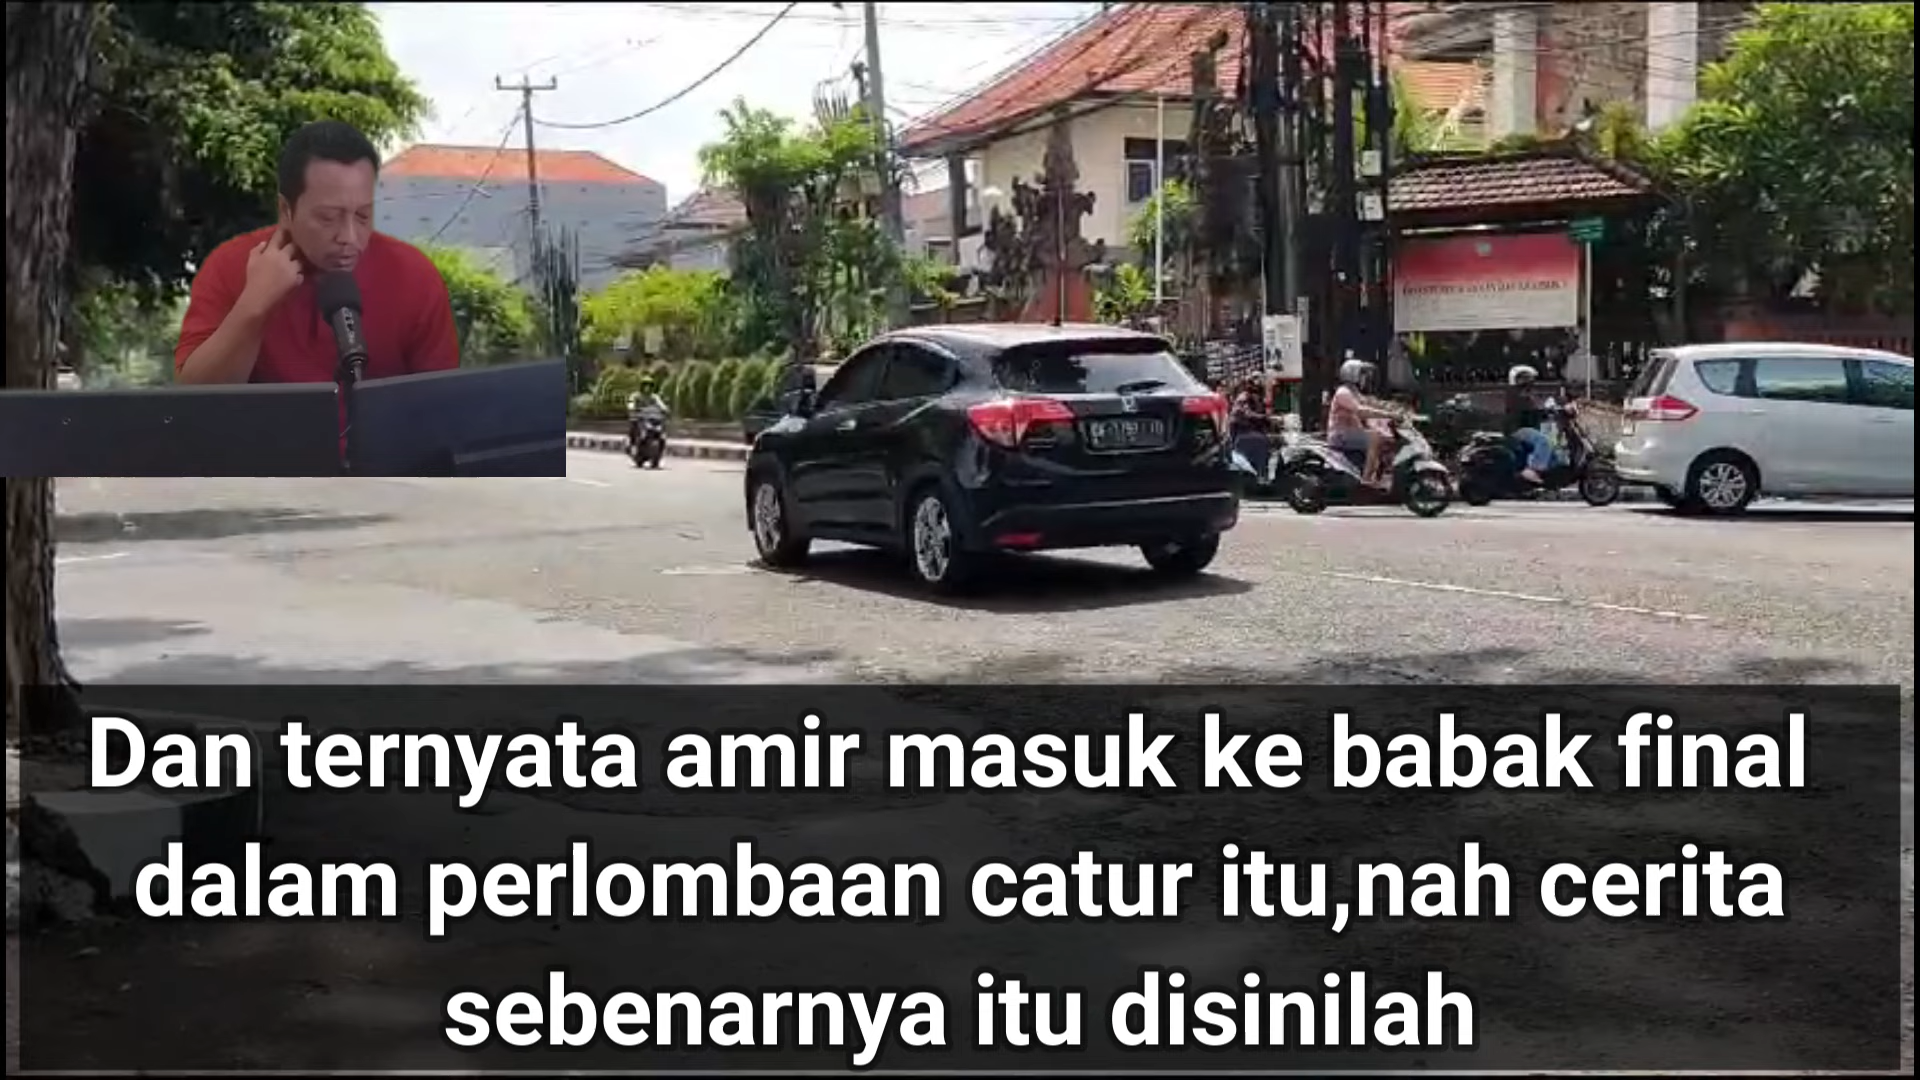 Dan ternyata amir masuk ke babak final
dalam perlombaan catur itu,nah cerita
sebenarnya itu disinilah